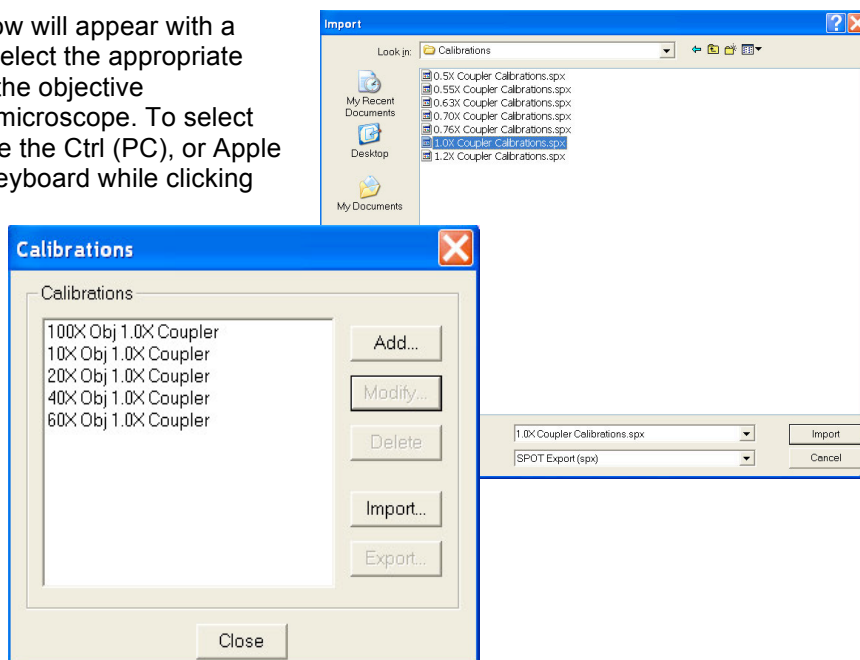 ow will appear with a
elect the appropriate
the objective
microscope. To select
e the Ctrl (PC), or Apple
eyboard while clicking
Import
Look in:
Calibrations
My Recent
Documents
Desktop
My Documents
0.5X Coupler Calibrations.spx
0.55X Coupler Calibrations.spx
0.63X Coupler Calibrations.spx
0.70X Coupler Calibrations.spx
0.76X Coupler Calibrations.spx
1.0X Coupler Calibrations.spx
1.2X Coupler Calibrations.spx
1.0X Coupler Calibrations.spx
Import
SPOT Export (spx)
Cancel
Calibrations
Calibrations
100X Obj 1.0X Coupler
10X Obj 1.0X Coupler
20X Obj 1.0X Coupler
40X Obj 1.0X Coupler
60X Obj 1.0X Coupler
Add...
Modify...
Delete
Import...
Export...
Close